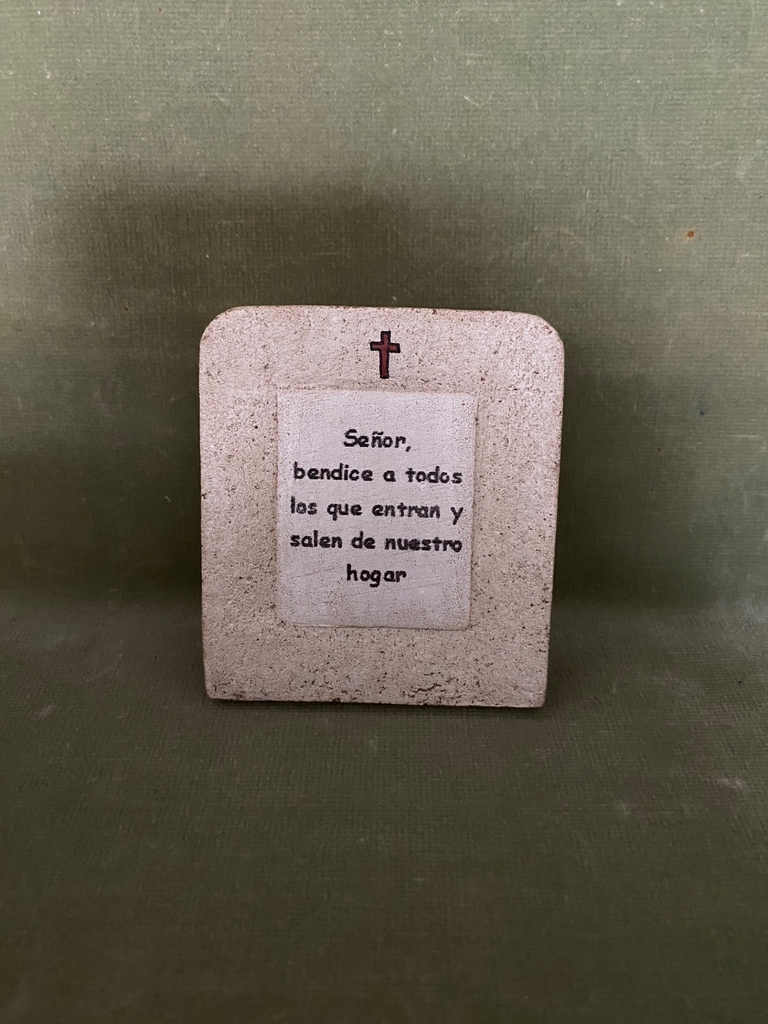 Señor,
bendice a todos
los que entran y
salen de nuestro
hogar